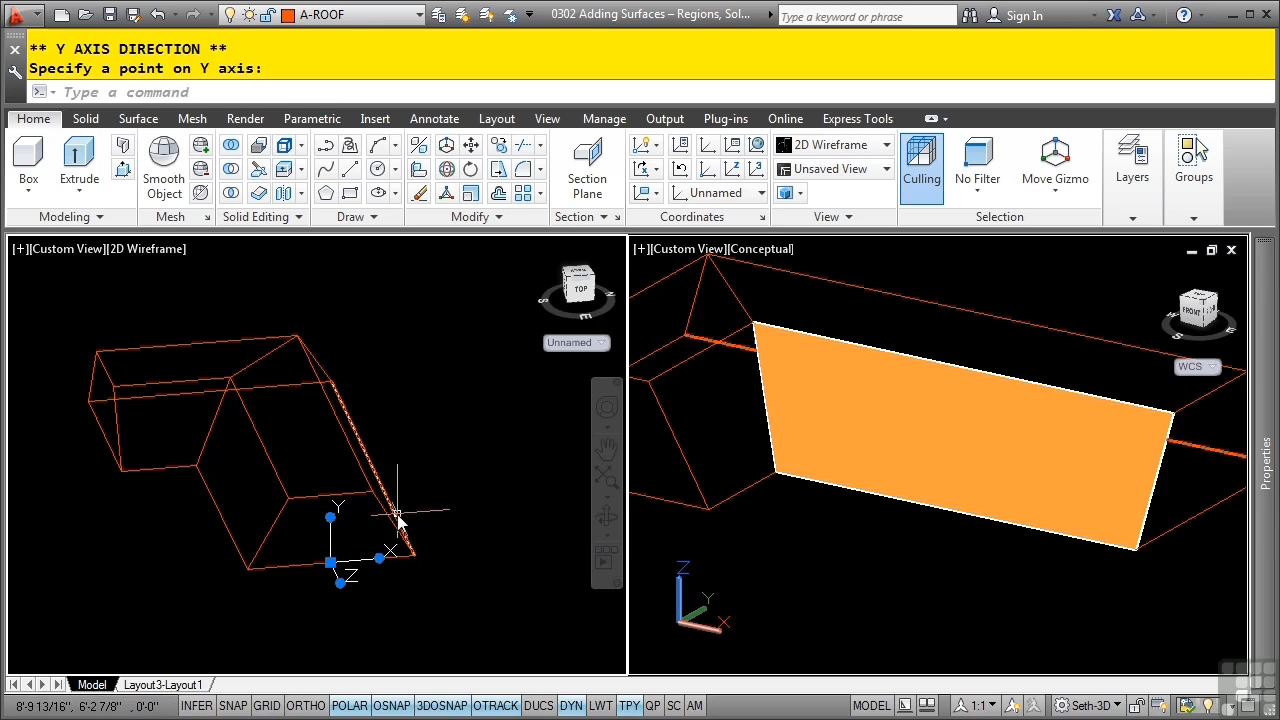 A-ROOF
0302 Adding Surfaces – Regions, Sol...
Type a keyword or phrase
Sign In
** Y AXIS DIRECTION **
Specify a point on Y axis:
Type a command
Home Solid Surface Mesh Render Parametric Insert Annotate Layout View Manage Output Plug-ins Online Express Tools
Box
Extrude
Smooth Object
Section Plane
2D Wireframe
Unsaved View
Unnamed
Culling
No Filter
Move Gizmo
Layers
Groups
Modeling
Mesh
Solid Editing
Draw
Modify
Section
Coordinates
View
Selection
[+][Custom View][2D Wireframe]
TOP
S
E
Unnamed
Y
X
Z
[+][Custom View][Conceptual]
FRONT
S
E
WCS
Z
Y
X
Properties
Model
Layout3-Layout1
8'-9 13/16", 6'-2 7/8" ,0'-0"
INFER SNAP GRID ORTHO POLAR OSNAP 3DOSNAP OTRACK DUCS DYN LWT TPY QP SC AM
MODEL
1:1
Seth-3D